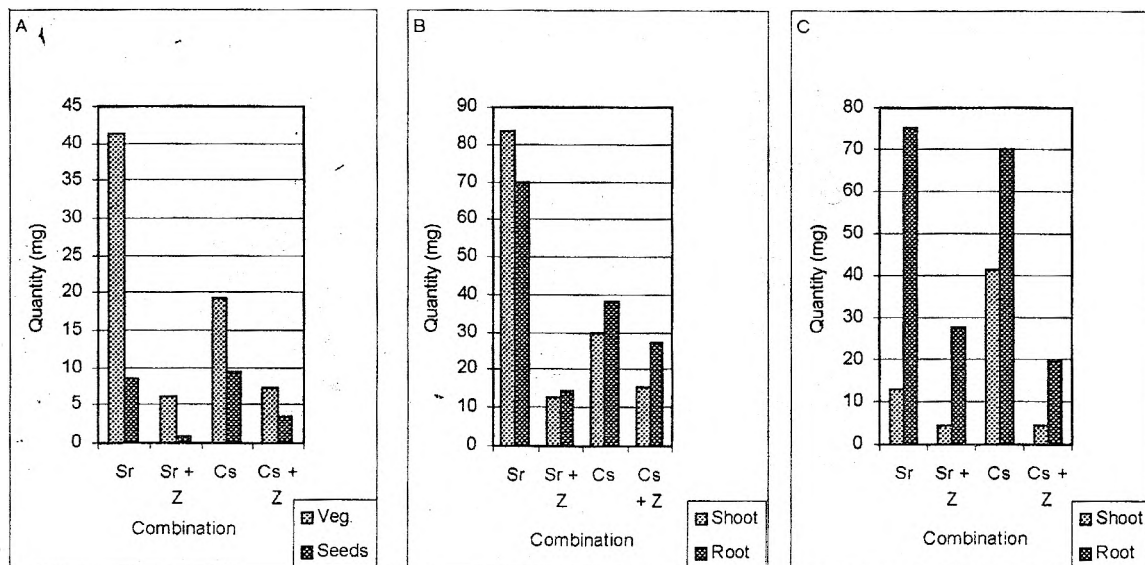 A
45
40
35
30
25
20
15
10
5
0
Quantity (mg)
Sr Sr + Z Cs Cs + Z
Combination
Veg.
Seeds
B
90
80
70
60
50
40
30
20
10
0
Quantity (mg)
Sr Sr + Z Cs Cs + Z
Combination
Shoot
Root
C
80
70
60
50
40
30
20
10
0
Quantity (mg)
Sr Sr + Z Cs Cs + Z
Combination
Shoot
Root